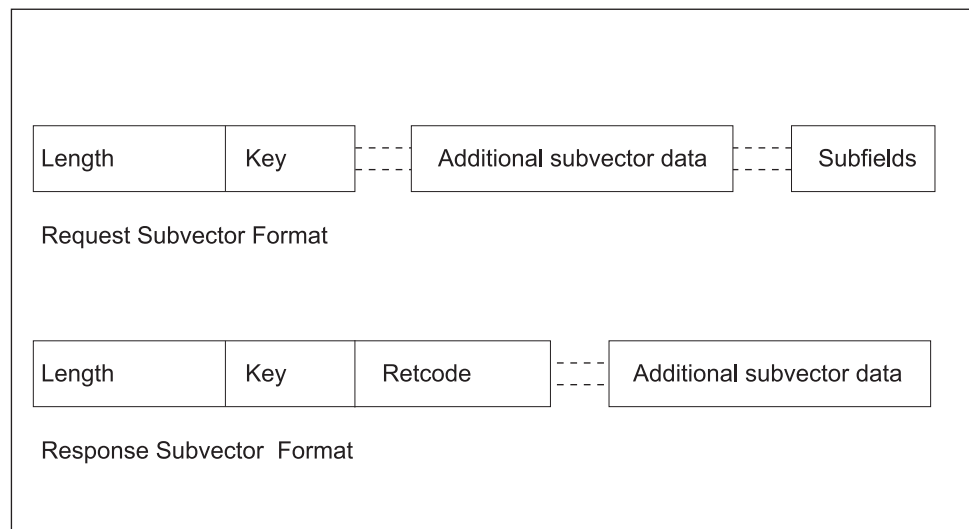 Length Key Additional subvector data Subfields
Request Subvector Format
Length Key Retcode Additional subvector data
Response Subvector Format